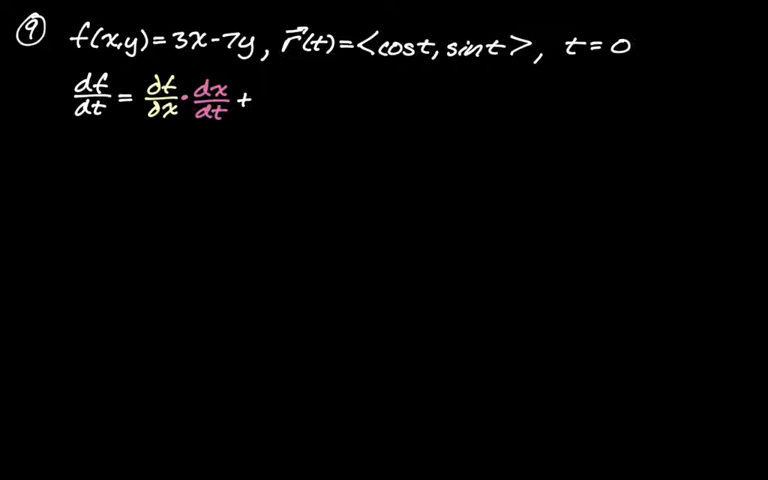 ⑨ f(x,y)=3x-7y, r⃗(t)=<cost, sint>, t=0
df/dt = ∂f/∂x · dx/dt +